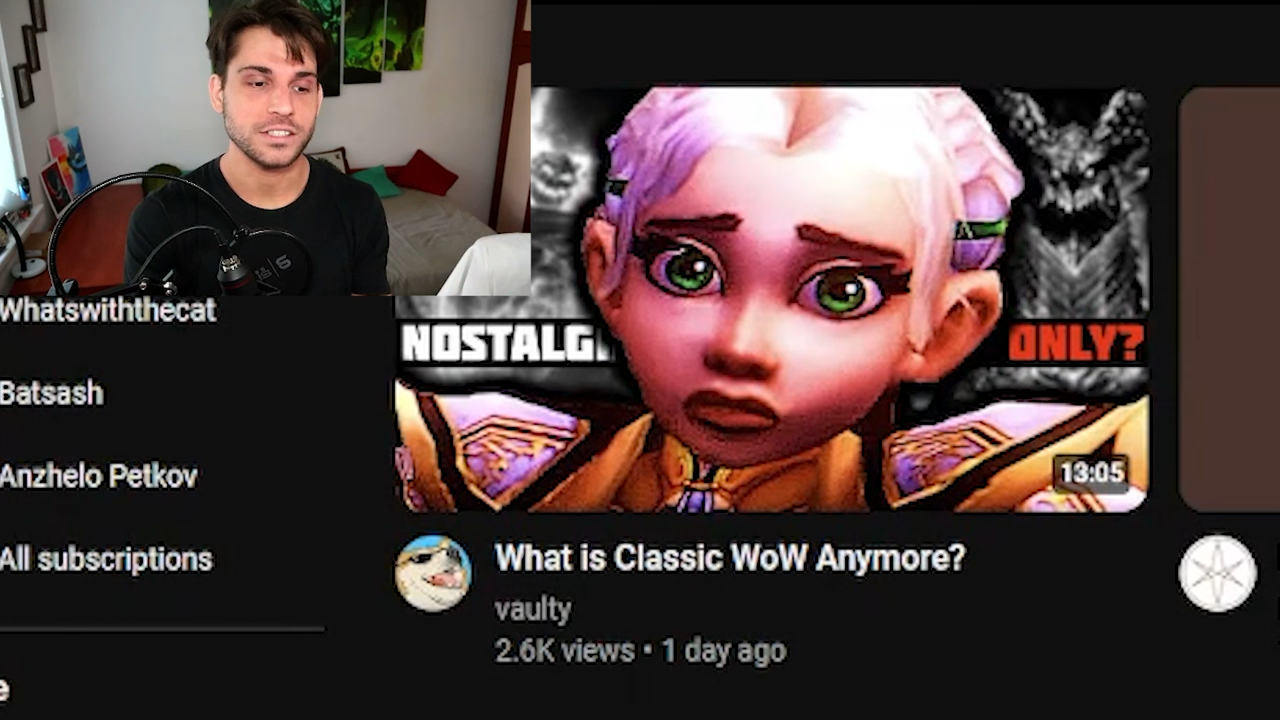 Whatswiththecat
Batsash
Anzhelo Petkov
All subscriptions
NOSTALG
ONLY?
13:05
What is Classic WoW Anymore?
vaulty
2.6K views • 1 day ago
e